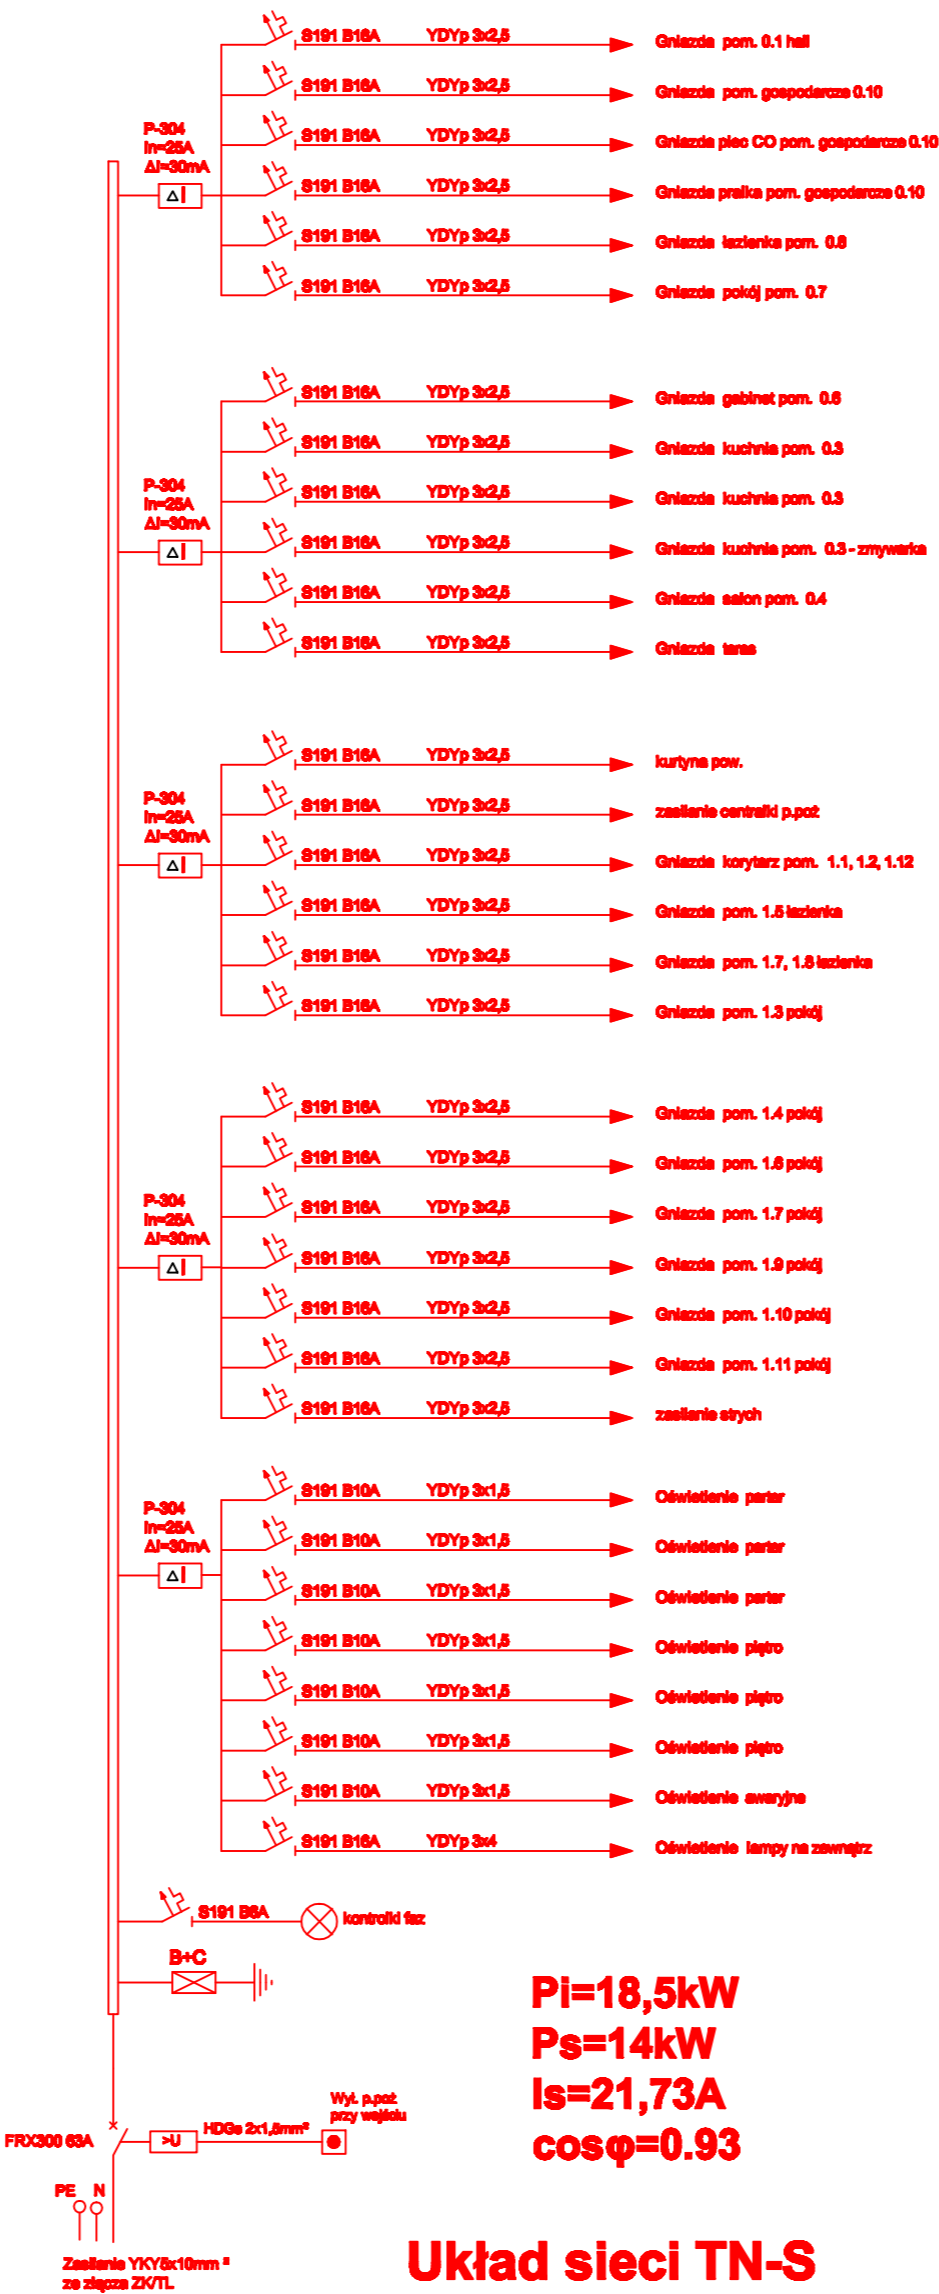 S191 B16A YDYp 3x2,5 Gniazda pom. 0.1 hall
S191 B16A YDYp 3x2,5 Gniazda pom. gospodarcze 0.10
P-304
In=25A
ΔI=30mA
S191 B16A YDYp 3x2,5 Gniazda piec CO pom. gospodarcze 0.10
ΔI S191 B16A YDYp 3x2,5 Gniazda pralka pom. gospodarcze 0.10
S191 B16A YDYp 3x2,5 Gniazda łazienka pom. 0.8
S191 B16A YDYp 3x2,5 Gniazda pokój pom. 0.7
S191 B16A YDYp 3x2,5 Gniazda gabinet pom. 0.6
S191 B16A YDYp 3x2,5 Gniazda kuchnia pom. 0.3
P-304
In=25A
ΔI=30mA
S191 B16A YDYp 3x2,5 Gniazda kuchnia pom. 0.3
ΔI S191 B16A YDYp 3x2,5 Gniazda kuchnia pom. 0.3 - zmywarka
S191 B16A YDYp 3x2,5 Gniazda salon pom. 0.4
S191 B16A YDYp 3x2,5 Gniazda taras
S191 B16A YDYp 3x2,5 kurtyna pow.
P-304
In=25A
ΔI=30mA
S191 B16A YDYp 3x2,5 zasilanie centralki p.poż
ΔI S191 B16A YDYp 3x2,5 Gniazda korytarz pom. 1.1, 1.2, 1.12
S191 B16A YDYp 3x2,5 Gniazda pom. 1.5 łazienka
S191 B16A YDYp 3x2,5 Gniazda pom. 1.7, 1.8 łazienka
S191 B16A YDYp 3x2,5 Gniazda pom. 1.3 pokój
S191 B16A YDYp 3x2,5 Gniazda pom. 1.4 pokój
S191 B16A YDYp 3x2,5 Gniazda pom. 1.6 pokój
P-304
In=25A
ΔI=30mA
S191 B16A YDYp 3x2,5 Gniazda pom. 1.7 pokój
ΔI S191 B16A YDYp 3x2,5 Gniazda pom. 1.9 pokój
S191 B16A YDYp 3x2,5 Gniazda pom. 1.10 pokój
S191 B16A YDYp 3x2,5 Gniazda pom. 1.11 pokój
S191 B16A YDYp 3x2,5 zasilanie strych
S191 B10A YDYp 3x1,5 Oświetlenie parter
P-304
In=25A
ΔI=30mA
S191 B10A YDYp 3x1,5 Oświetlenie parter
ΔI S191 B10A YDYp 3x1,5 Oświetlenie parter
S191 B10A YDYp 3x1,5 Oświetlenie piętro
S191 B10A YDYp 3x1,5 Oświetlenie piętro
S191 B10A YDYp 3x1,5 Oświetlenie piętro
S191 B10A YDYp 3x1,5 Oświetlenie awaryjne
S191 B16A YDYp 3x4 Oświetlenie lampy na zewnątrz
S191 B6A kontrolki faz
B+C
Pi=18,5kW
Ps=14kW
Is=21,73A
cosφ=0.93
Wył. p.poż
przy wejściu
FRX300 63A >U HDGs 2x1,5mm²
PE N
Zasilanie YKY5x10mm ²
ze złącza ZK/TL
Układ sieci TN-S